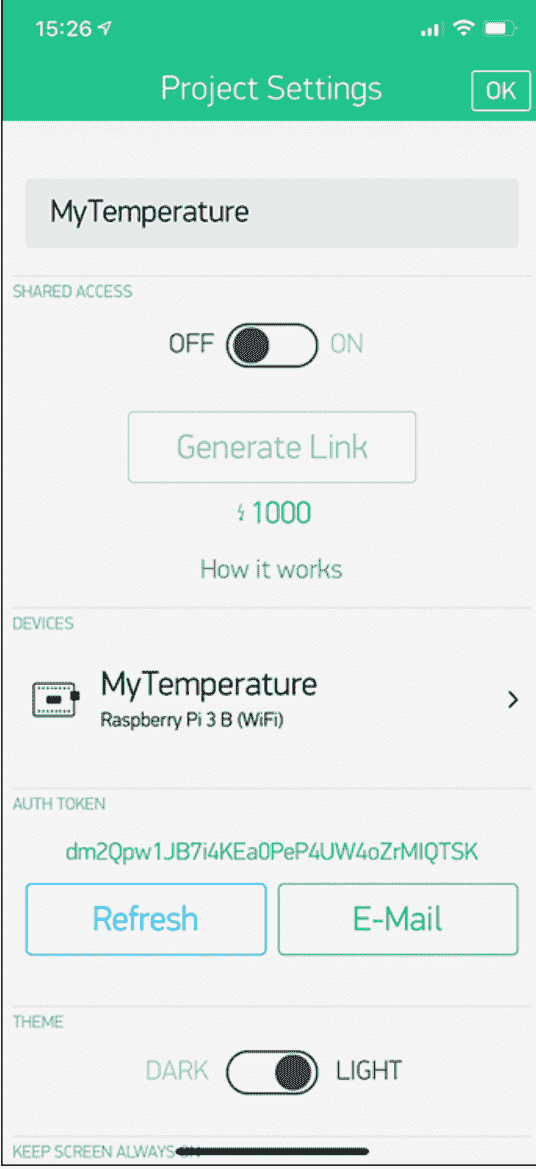 15:26
Project Settings
OK
MyTemperature
SHARED ACCESS
OFF ON
Generate Link
1000
How it works
DEVICES
MyTemperature
Raspberry Pi 3 B (WiFi)
AUTH TOKEN
dm2Qpw1JB7i4KEa0PeP4UW4oZrMIQTSK
Refresh E-Mail
THEME
DARK LIGHT
KEEP SCREEN ALWAYS ON